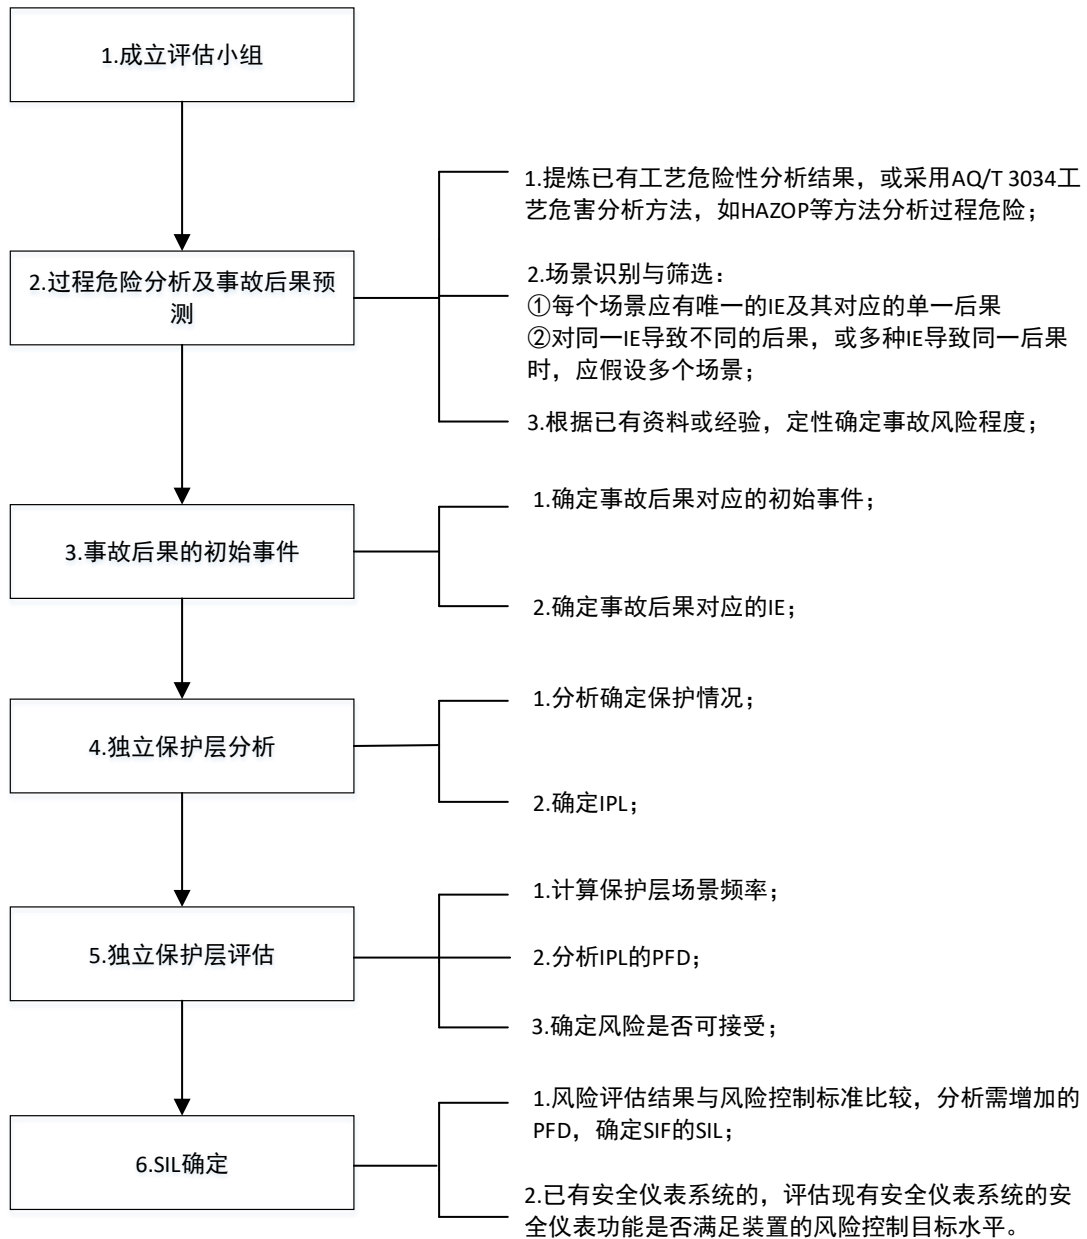 1.成立评估小组
1.提炼已有工艺危险性分析结果，或采用AQ/T 3034工
艺危害分析方法，如HAZOP等方法分析过程危险；
2.过程危险分析及事故后果预
测
2.场景识别与筛选：
①每个场景应有唯一的IE及其对应的单一后果
②对同一IE导致不同的后果，或多种IE导致同一后果
时，应假设多个场景；
3.根据已有资料或经验，定性确定事故风险程度；
3.事故后果的初始事件
1.确定事故后果对应的初始事件；
2.确定事故后果对应的IE；
4.独立保护层分析
1.分析确定保护情况；
2.确定IPL；
5.独立保护层评估
1.计算保护层场景频率；
2.分析IPL的PFD；
3.确定风险是否可接受；
6.SIL确定
1.风险评估结果与风险控制标准比较，分析需增加的
PFD，确定SIF的SIL；
2.已有安全仪表系统的，评估现有安全仪表系统的安
全仪表功能是否满足装置的风险控制目标水平。